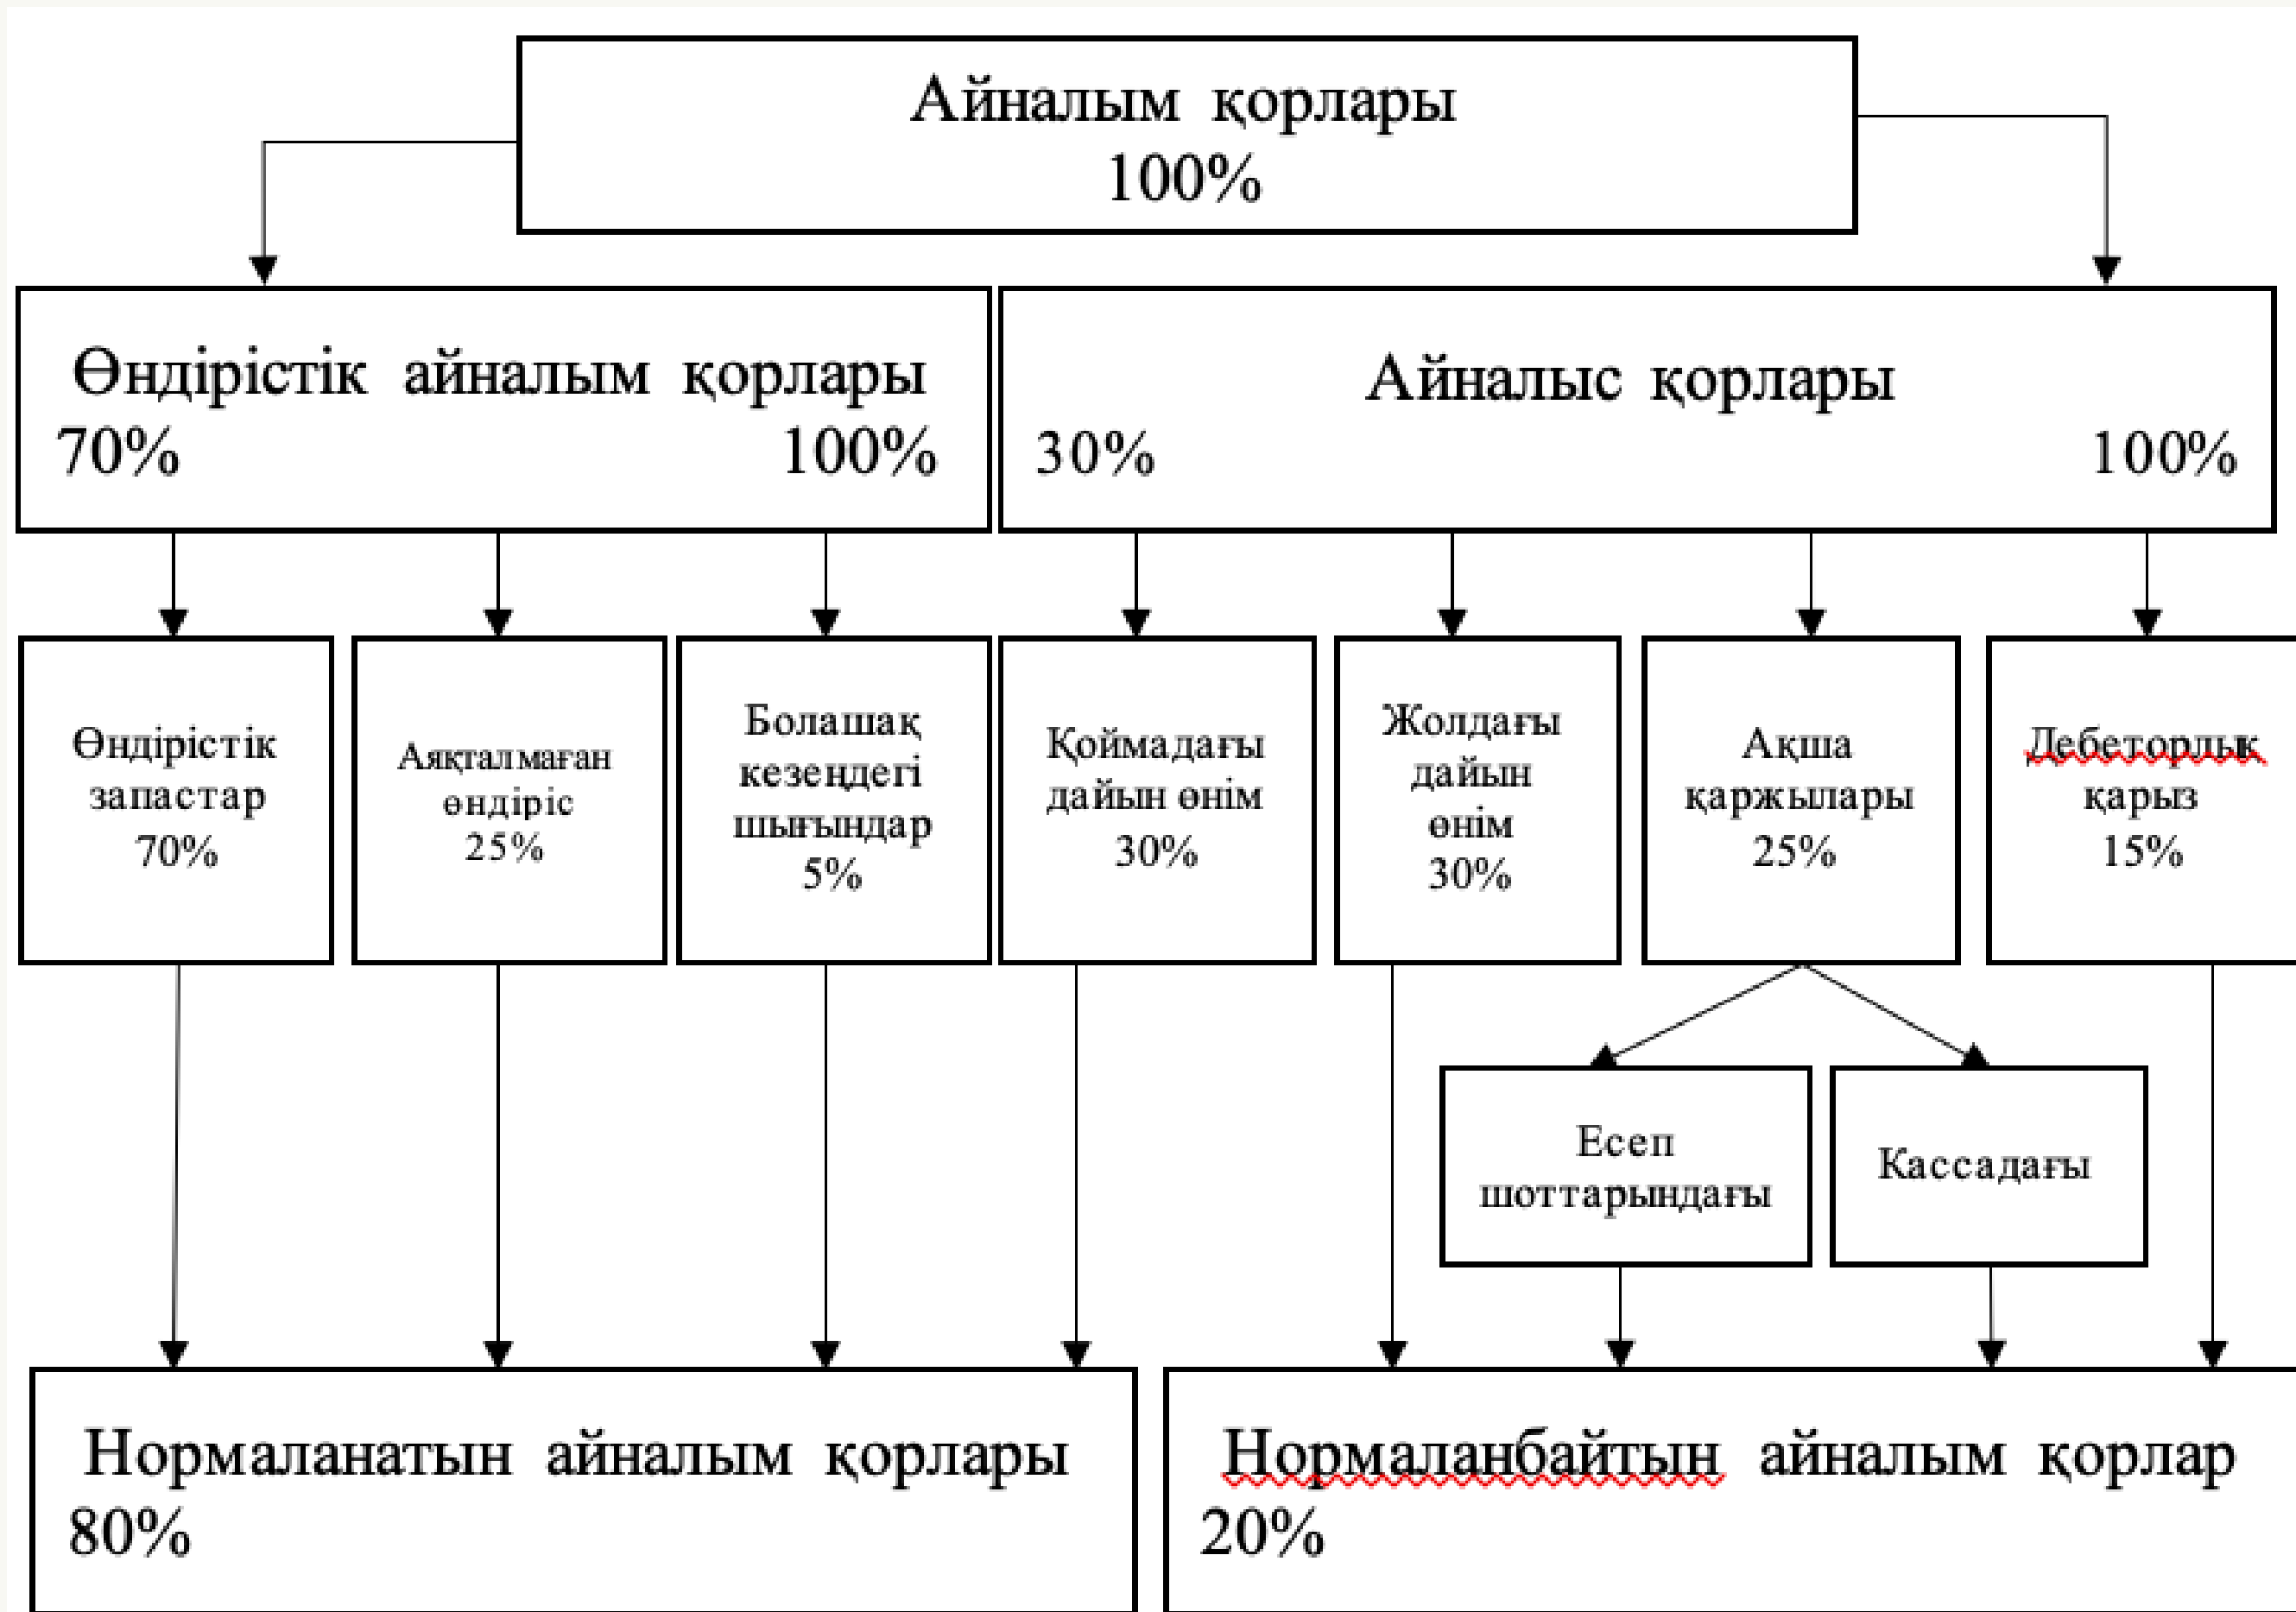 Айналым қорлары
100%
Өндірістік айналым қорлары
70% 100%
Айналыс қорлары
30% 100%
Өндірістік
запастар
70%
Аяқталмаған
өндіріс
25%
Болашақ
кезеңдегі
шығындар
5%
Қоймадағы
дайын өнім
30%
Жолдағы
дайын
өнім
30%
Ақша
қаржылары
25%
Дебеторлық
қарыз
15%
Есеп
шоттарындағы
Кассадағы
Нормаланатын айналым қорлары
80%
Нормаланбайтын айналым қорлар
20%